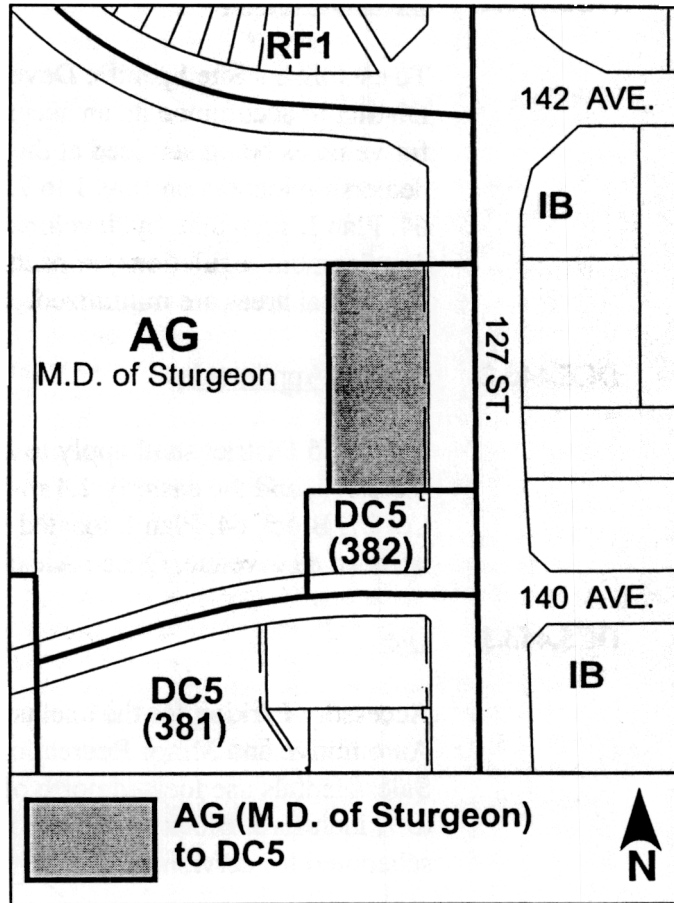 RF1
142 AVE.
IB
AG
M.D. of Sturgeon
127 ST.
DC5
(382)
140 AVE.
DC5
(381)
IB
AG (M.D. of Sturgeon)
to DC5
N